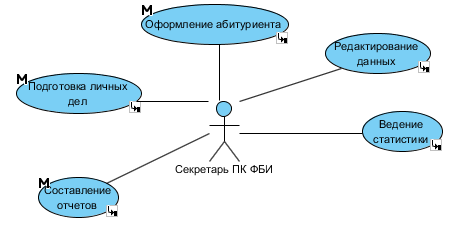 M
Оформление абитуриента
Редактирование
данных
M
Подготовка личных
дел
Ведение
статистики
Секретарь ПК ФБИ
M
Составление
отчетов